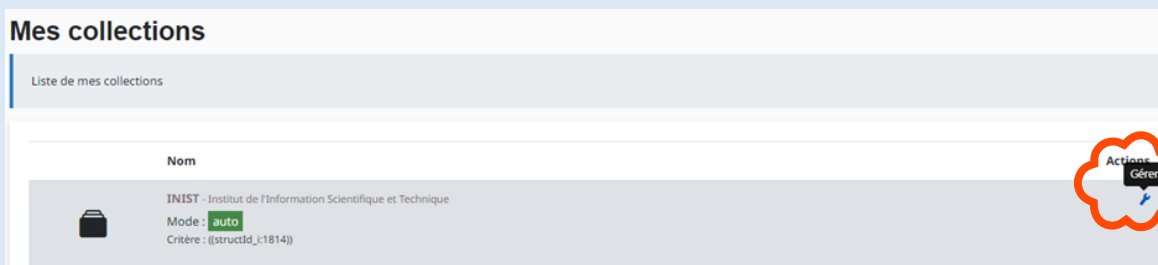 Mes collections
Liste de mes collections
Nom
Actions
Gérer
INIST - Institut de l'Information Scientifique et Technique
Mode : auto
Critère : ((structId_i:1814))